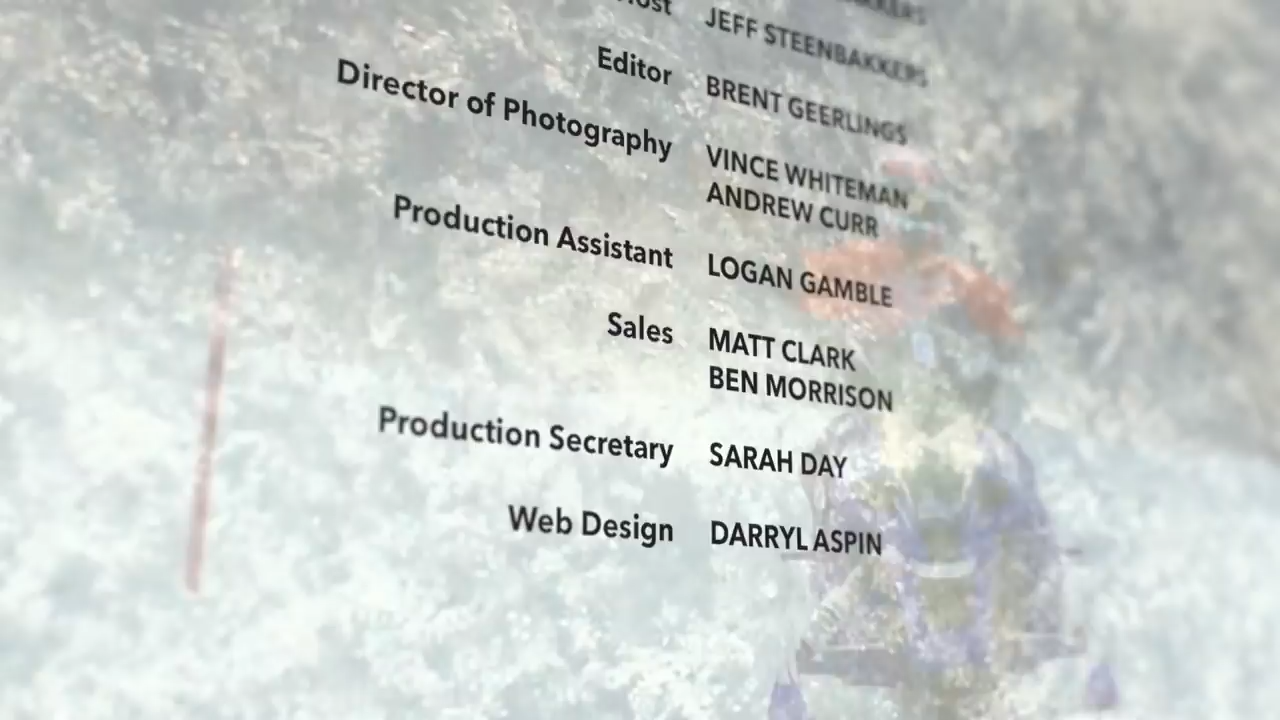 JEFF STEENBAKKERS
Editor BRENT GEERLINGS
Director of Photography VINCE WHITEMAN
ANDREW CURR
Production Assistant LOGAN GAMBLE
Sales MATT CLARK
BEN MORRISON
Production Secretary SARAH DAY
Web Design DARRYL ASPIN